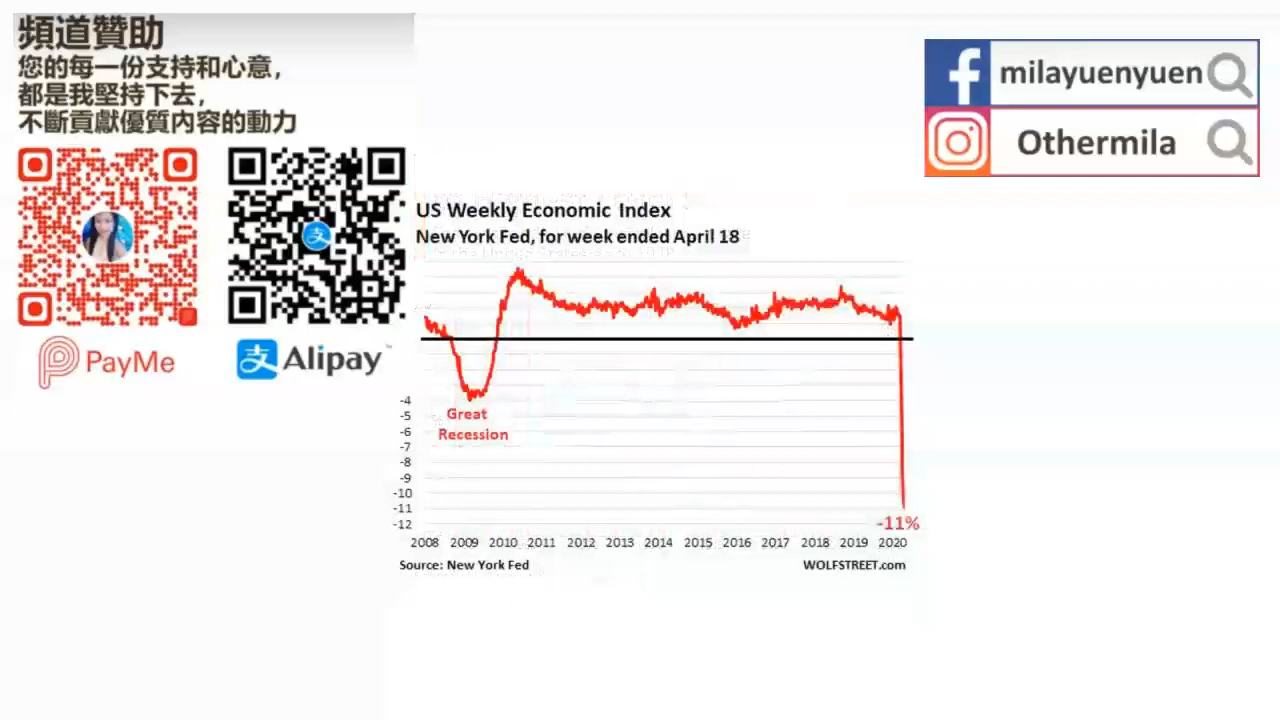 頻道贊助
您的每一份支持和心意，
都是我堅持下去，
不斷貢獻優質內容的動力
PayMe
Alipay
milayuenyuen
Othermila
US Weekly Economic Index
New York Fed, for week ended April 18
Great
Recession
-4
-5
-6
-7
-8
-9
-10
-11
-12
-11%
2008 2009 2010 2011 2012 2013 2014 2015 2016 2017 2018 2019 2020
Source: New York Fed
WOLFSTREET.com